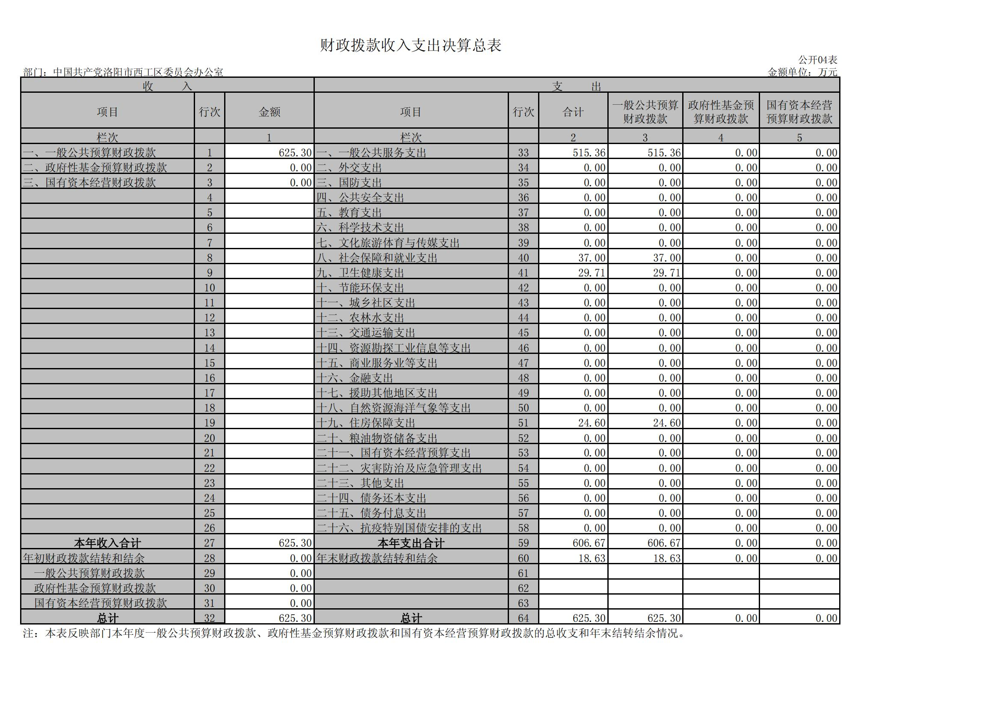 财政拨款收入支出决算总表
公开04表
部门：中国共产党洛阳市西工区委员会办公室 金额单位：万元
收 入 支 出
项目 行次 金额 项目 行次 合计 一般公共预算财政拨款 政府性基金预算财政拨款 国有资本经营预算财政拨款
栏次 1 栏次 2 3 4 5
一、一般公共预算财政拨款 1 625.30 一、一般公共服务支出 33 515.36 515.36 0.00 0.00
二、政府性基金预算财政拨款 2 0.00 二、外交支出 34 0.00 0.00 0.00 0.00
三、国有资本经营财政拨款 3 0.00 三、国防支出 35 0.00 0.00 0.00 0.00
4 四、公共安全支出 36 0.00 0.00 0.00 0.00
5 五、教育支出 37 0.00 0.00 0.00 0.00
6 六、科学技术支出 38 0.00 0.00 0.00 0.00
7 七、文化旅游体育与传媒支出 39 0.00 0.00 0.00 0.00
8 八、社会保障和就业支出 40 37.00 37.00 0.00 0.00
9 九、卫生健康支出 41 29.71 29.71 0.00 0.00
10 十、节能环保支出 42 0.00 0.00 0.00 0.00
11 十一、城乡社区支出 43 0.00 0.00 0.00 0.00
12 十二、农林水支出 44 0.00 0.00 0.00 0.00
13 十三、交通运输支出 45 0.00 0.00 0.00 0.00
14 十四、资源勘探工业信息等支出 46 0.00 0.00 0.00 0.00
15 十五、商业服务业等支出 47 0.00 0.00 0.00 0.00
16 十六、金融支出 48 0.00 0.00 0.00 0.00
17 十七、援助其他地区支出 49 0.00 0.00 0.00 0.00
18 十八、自然资源海洋气象等支出 50 0.00 0.00 0.00 0.00
19 十九、住房保障支出 51 24.60 24.60 0.00 0.00
20 二十、粮油物资储备支出 52 0.00 0.00 0.00 0.00
21 二十一、国有资本经营预算支出 53 0.00 0.00 0.00 0.00
22 二十二、灾害防治及应急管理支出 54 0.00 0.00 0.00 0.00
23 二十三、其他支出 55 0.00 0.00 0.00 0.00
24 二十四、债务还本支出 56 0.00 0.00 0.00 0.00
25 二十五、债务付息支出 57 0.00 0.00 0.00 0.00
26 二十六、抗疫特别国债安排的支出 58 0.00 0.00 0.00 0.00
本年收入合计 27 625.30 本年支出合计 59 606.67 606.67 0.00 0.00
年初财政拨款结转和结余 28 0.00 年末财政拨款结转和结余 60 18.63 18.63 0.00 0.00
一般公共预算财政拨款 29 0.00 61
政府性基金预算财政拨款 30 0.00 62
国有资本经营预算财政拨款 31 0.00 63
总计 32 625.30 总计 64 625.30 625.30 0.00 0.00
注：本表反映部门本年度一般公共预算财政拨款、政府性基金预算财政拨款和国有资本经营预算财政拨款的总收支和年末结转结余情况。